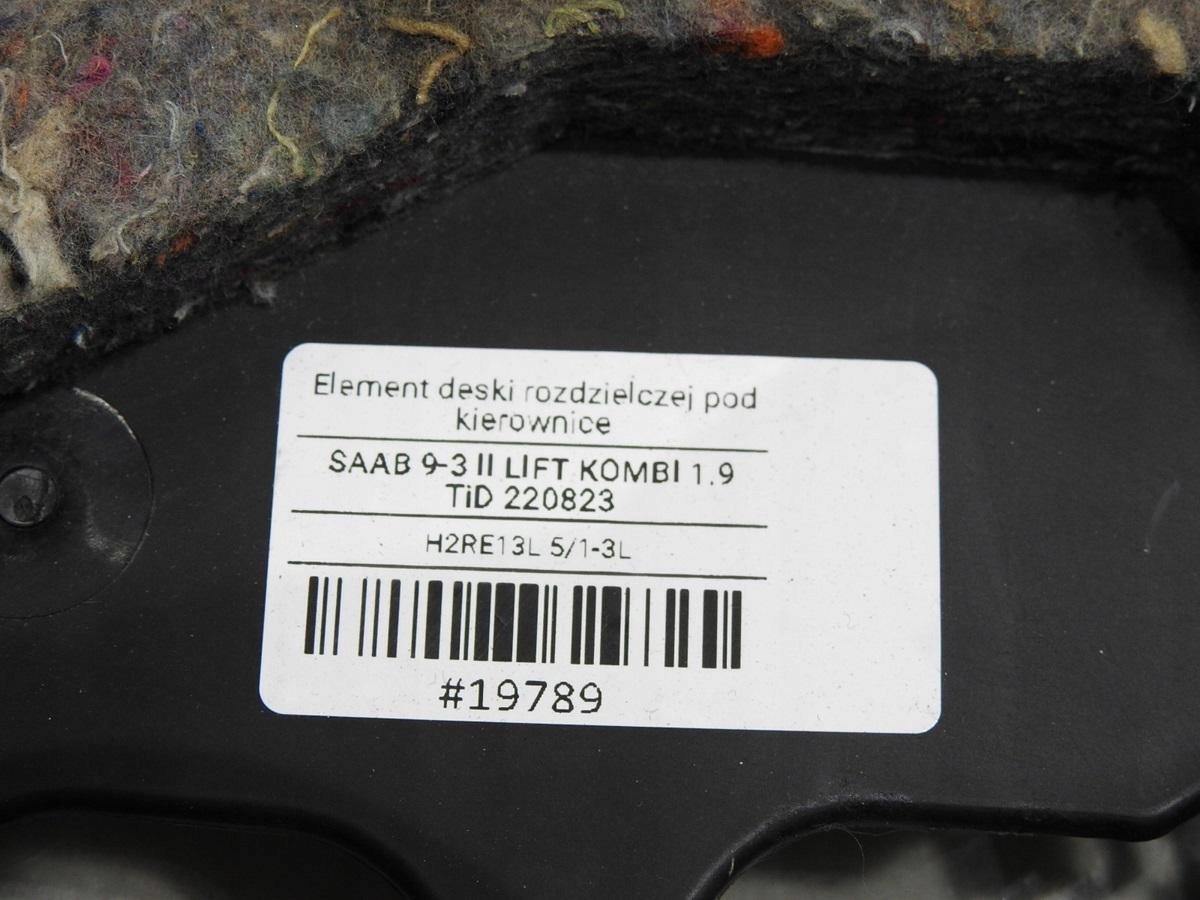 Element deski rozdzielczej pod
kierownice
SAAB 9-3 II LIFT KOMBI 1.9
TiD 220823
H2RE13L 5/1-3L
#19789